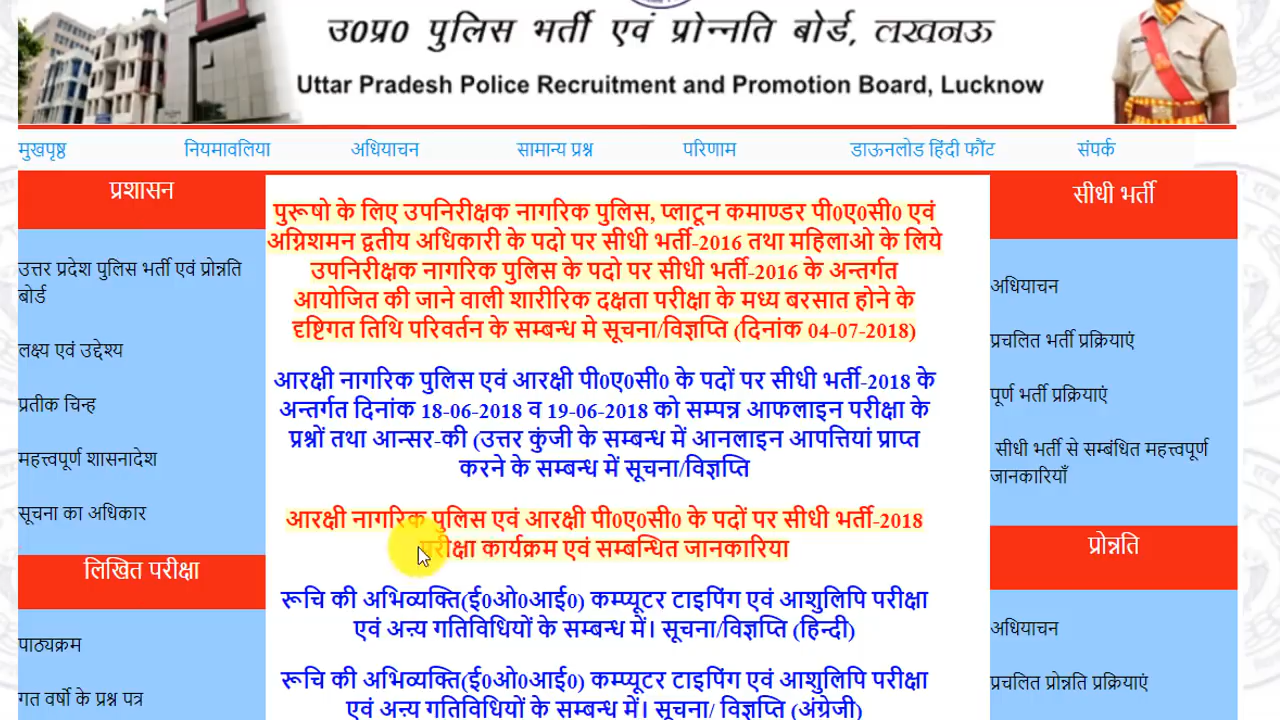 उ0प्र0 पुलिस भर्ती एवं प्रोन्नति बोर्ड, लखनऊ
Uttar Pradesh Police Recruitment and Promotion Board, Lucknow
मुखपृष्ठ नियमावलिया अधियाचन सामान्य प्रश्न परिणाम डाऊनलोड हिंदी फौंट संपर्क
प्रशासन
उत्तर प्रदेश पुलिस भर्ती एवं प्रोन्नति
बोर्ड
लक्ष्य एवं उद्देश्य
प्रतीक चिन्ह
महत्त्वपूर्ण शासनादेश
सूचना का अधिकार
लिखित परीक्षा
पाठ्यक्रम
गत वर्षो के प्रश्न पत्र
पुरूषो के लिए उपनिरीक्षक नागरिक पुलिस, प्लाटून कमाण्डर पी0ए0सी0 एवं
अग्निशमन द्वतीय अधिकारी के पदो पर सीधी भर्ती-2016 तथा महिलाओ के लिये
उपनिरीक्षक नागरिक पुलिस के पदो पर सीधी भर्ती-2016 के अन्तर्गत
आयोजित की जाने वाली शारीरिक दक्षता परीक्षा के मध्य बरसात होने के
दृष्टिगत तिथि परिवर्तन के सम्बन्ध मे सूचना/विज्ञप्ति (दिनांक 04-07-2018)
आरक्षी नागरिक पुलिस एवं आरक्षी पी0ए0सी0 के पदों पर सीधी भर्ती-2018 के
अन्तर्गत दिनांक 18-06-2018 व 19-06-2018 को सम्पन्न आफलाइन परीक्षा के
प्रश्नों तथा आन्सर-की (उत्तर कुंजी के सम्बन्ध में आनलाइन आपत्तियां प्राप्त
करने के सम्बन्ध में सूचना/विज्ञप्ति
आरक्षी नागरिक पुलिस एवं आरक्षी पी0ए0सी0 के पदों पर सीधी भर्ती-2018
परीक्षा कार्यक्रम एवं सम्बन्धित जानकारिया
रूचि की अभिव्यक्ति(ई0ओ0आई0) कम्प्यूटर टाइपिंग एवं आशुलिपि परीक्षा
एवं अन्य गतिविधियों के सम्बन्ध में। सूचना/विज्ञप्ति (हिन्दी)
रूचि की अभिव्यक्ति(ई0ओ0आई0) कम्प्यूटर टाइपिंग एवं आशुलिपि परीक्षा
एवं अन्य गतिविधियों के सम्बन्ध में। सूचना/ विज्ञप्ति (अंग्रेजी)
सीधी भर्ती
अधियाचन
प्रचलित भर्ती प्रक्रियाएं
पूर्ण भर्ती प्रक्रियाएं
सीधी भर्ती से सम्बंधित महत्त्वपूर्ण
जानकारियाँ
प्रोन्नति
अधियाचन
प्रचलित प्रोन्नति प्रक्रियाएं